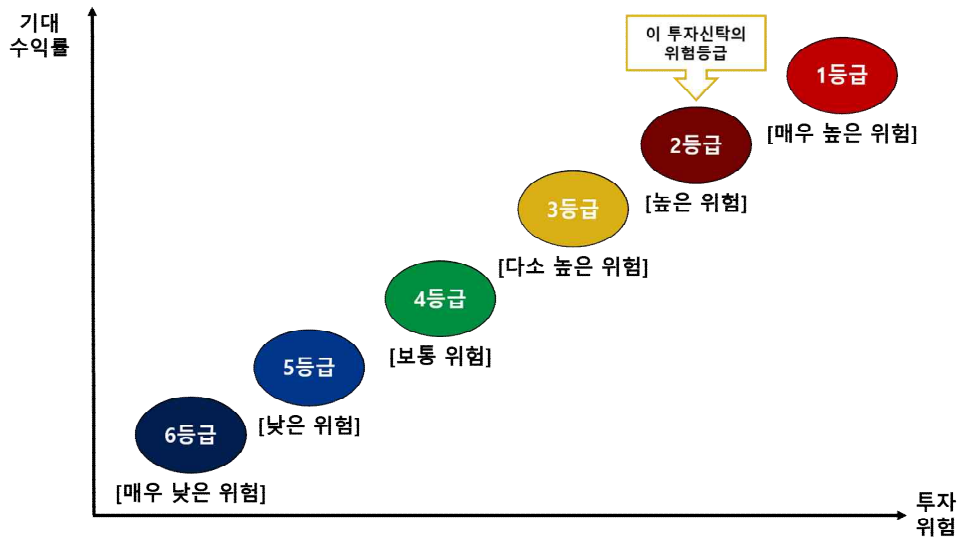 기대
수익률
이 투자신탁의
위험등급
1등급
[매우 높은 위험]
2등급
[높은 위험]
3등급
[다소 높은 위험]
4등급
[보통 위험]
5등급
[낮은 위험]
6등급
[매우 낮은 위험]
투자
위험